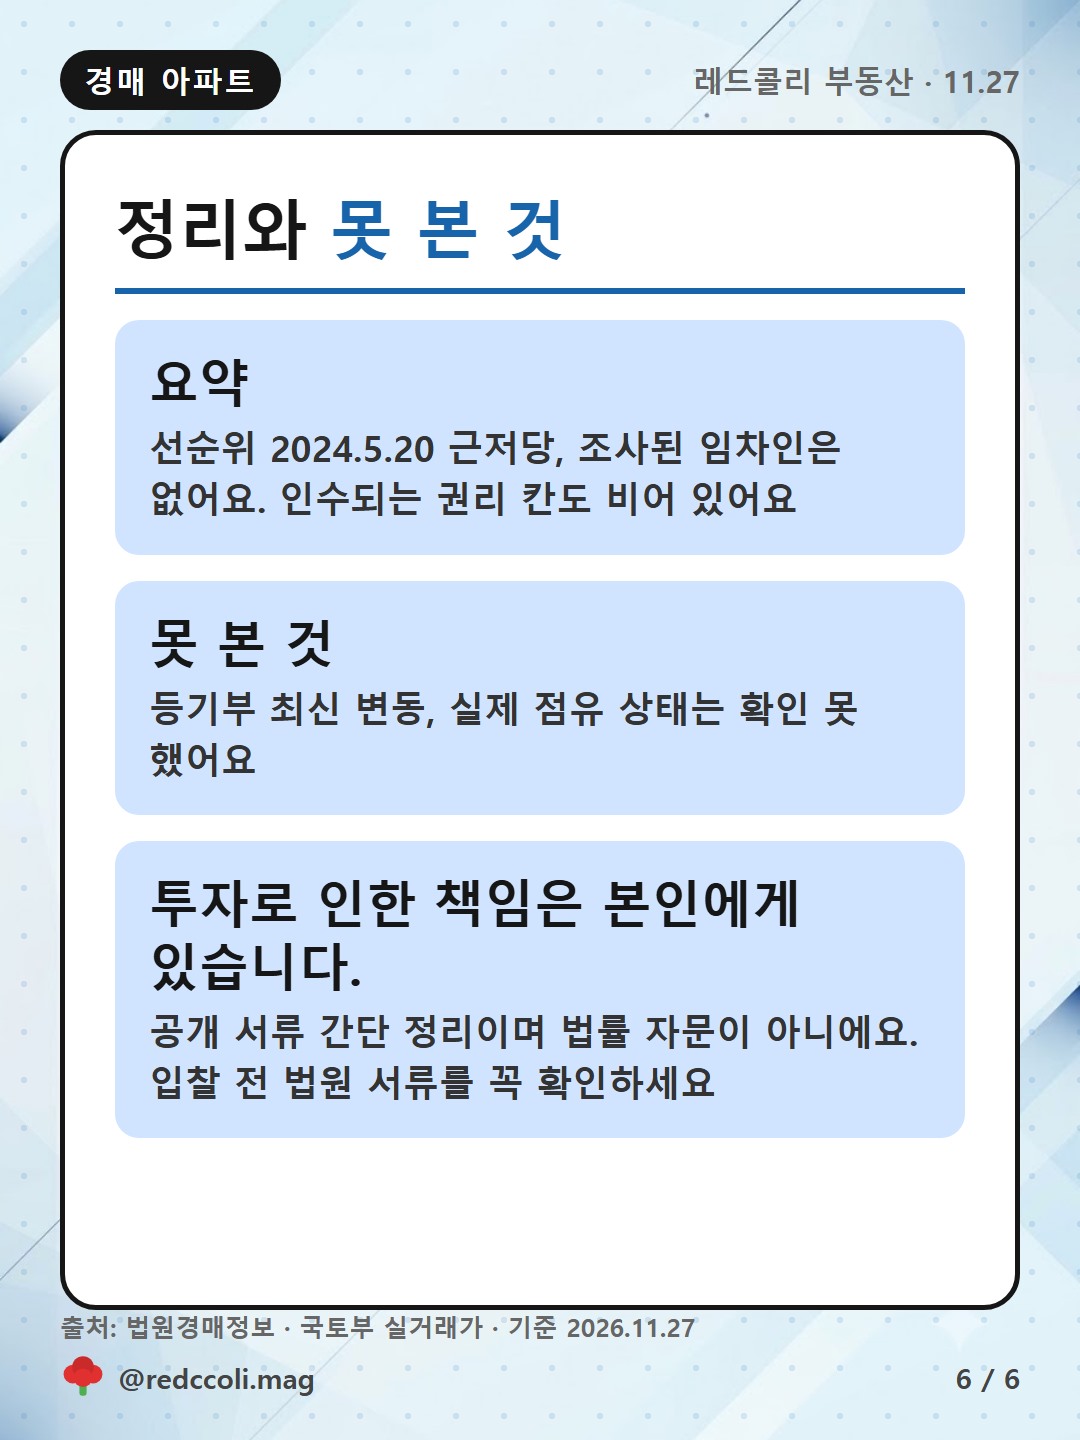 경매 아파트
레드콜리 부동산 · 11.27
정리와 못 본 것
요약
선순위 2024.5.20 근저당, 조사된 임차인은
없어요. 인수되는 권리 칸도 비어 있어요
못 본 것
등기부 최신 변동, 실제 점유 상태는 확인 못
했어요
투자로 인한 책임은 본인에게
있습니다.
공개 서류 간단 정리이며 법률 자문이 아니에요.
입찰 전 법원 서류를 꼭 확인하세요
출처: 법원경매정보 · 국토부 실거래가 · 기준 2026.11.27
@redccoli.mag
6 / 6